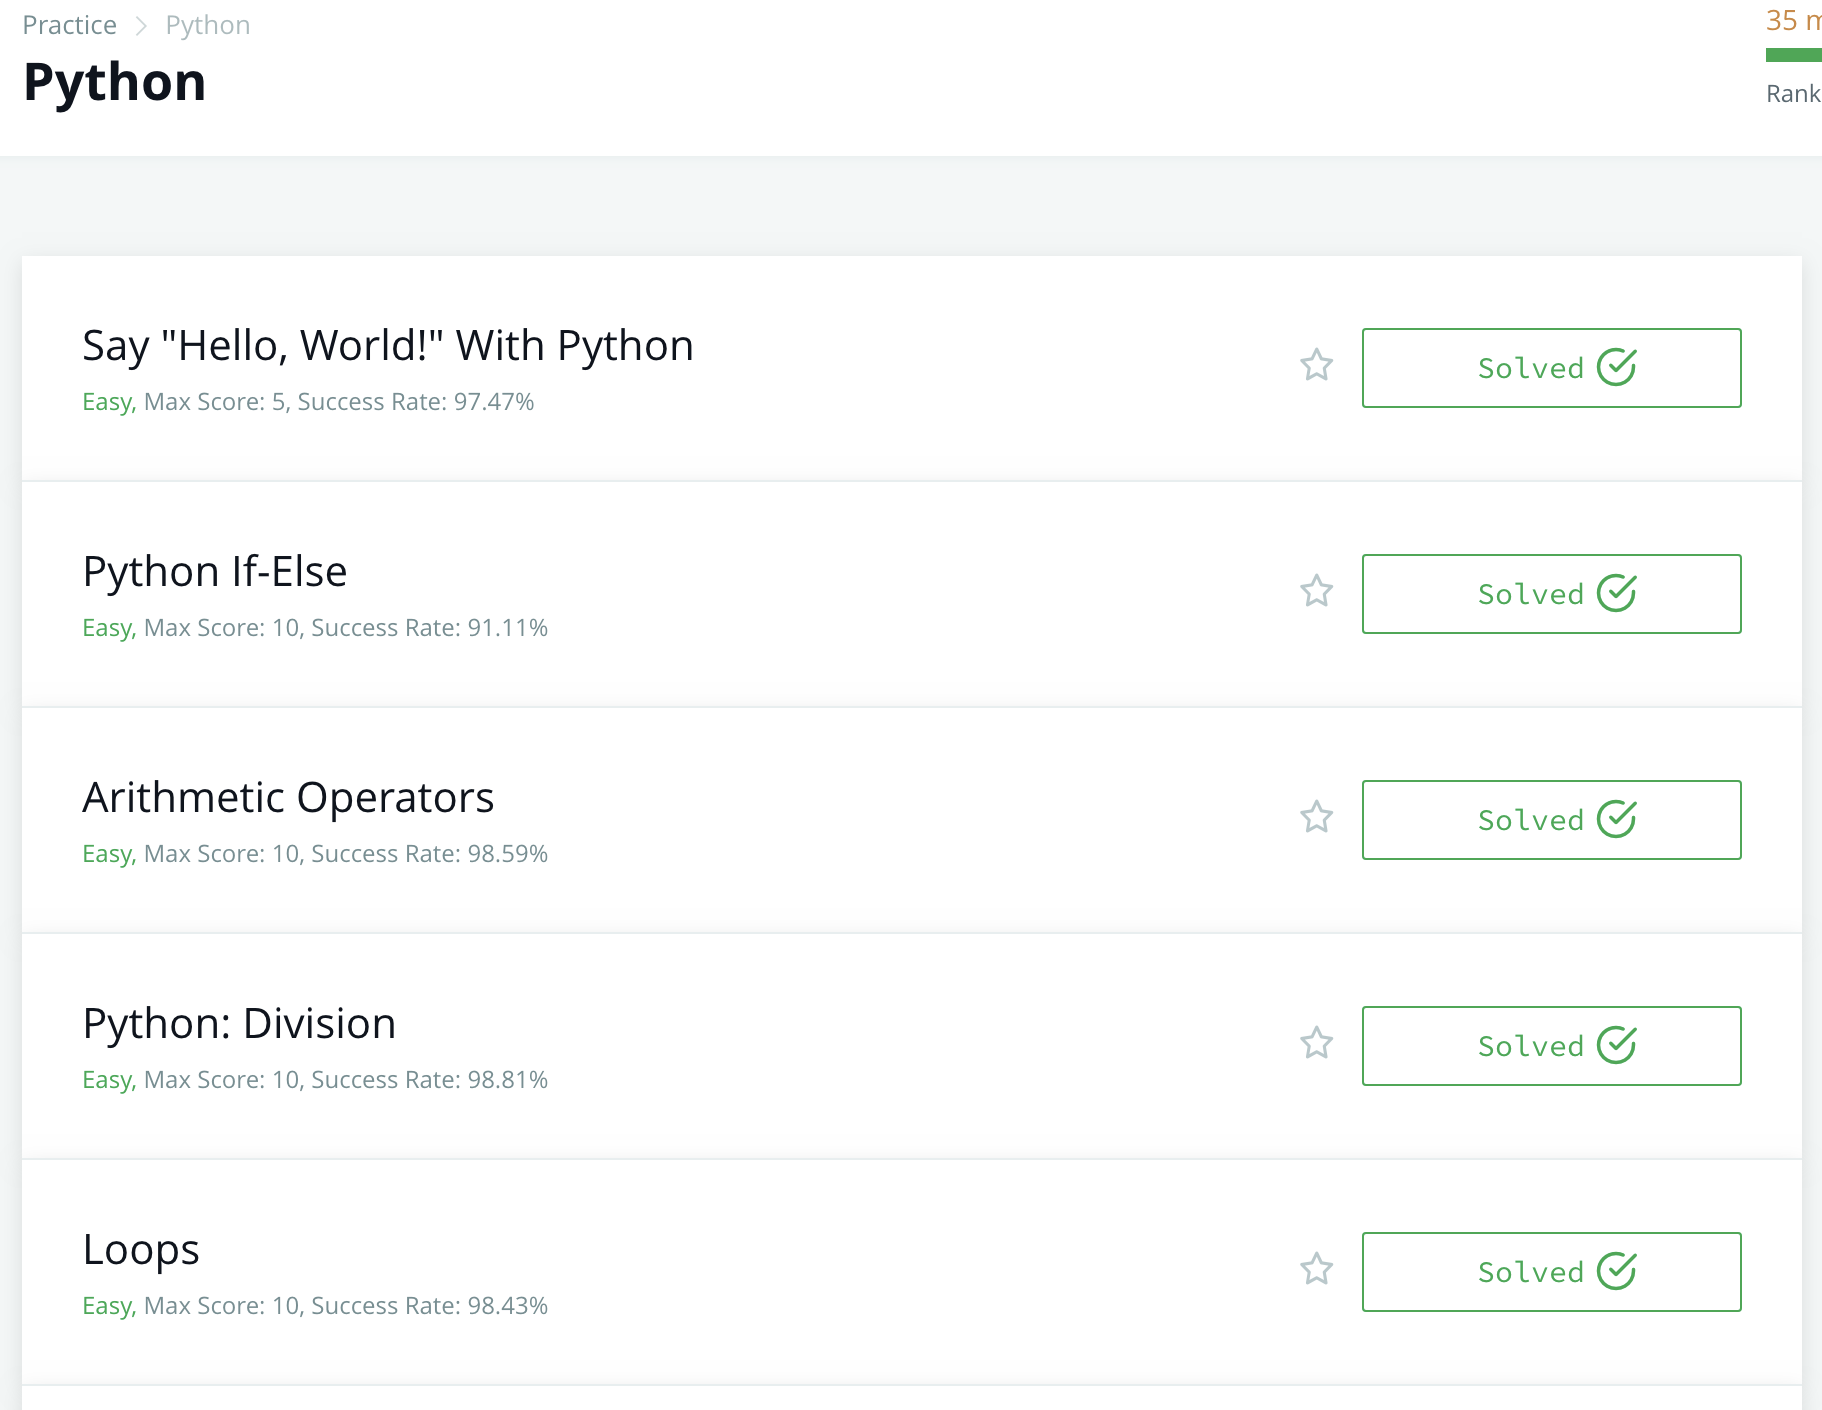 Practice > Python
35 m
Python
Rank
Say "Hello, World!" With Python
Easy, Max Score: 5, Success Rate: 97.47%
Solved
Python If-Else
Easy, Max Score: 10, Success Rate: 91.11%
Solved
Arithmetic Operators
Easy, Max Score: 10, Success Rate: 98.59%
Solved
Python: Division
Easy, Max Score: 10, Success Rate: 98.81%
Solved
Loops
Easy, Max Score: 10, Success Rate: 98.43%
Solved